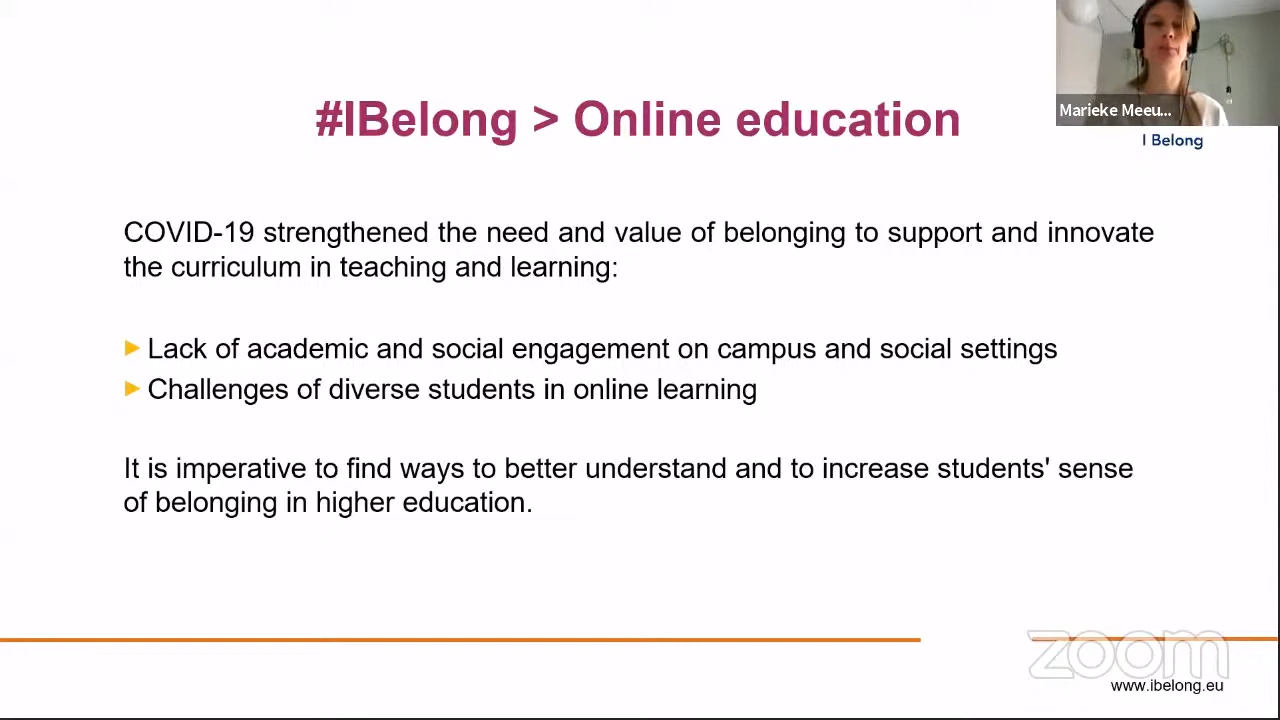 #IBelong > Online education
Marieke Meeu...
I Belong
COVID-19 strengthened the need and value of belonging to support and innovate
the curriculum in teaching and learning:
Lack of academic and social engagement on campus and social settings
Challenges of diverse students in online learning
It is imperative to find ways to better understand and to increase students' sense
of belonging in higher education.
zoom
www.ibelong.eu